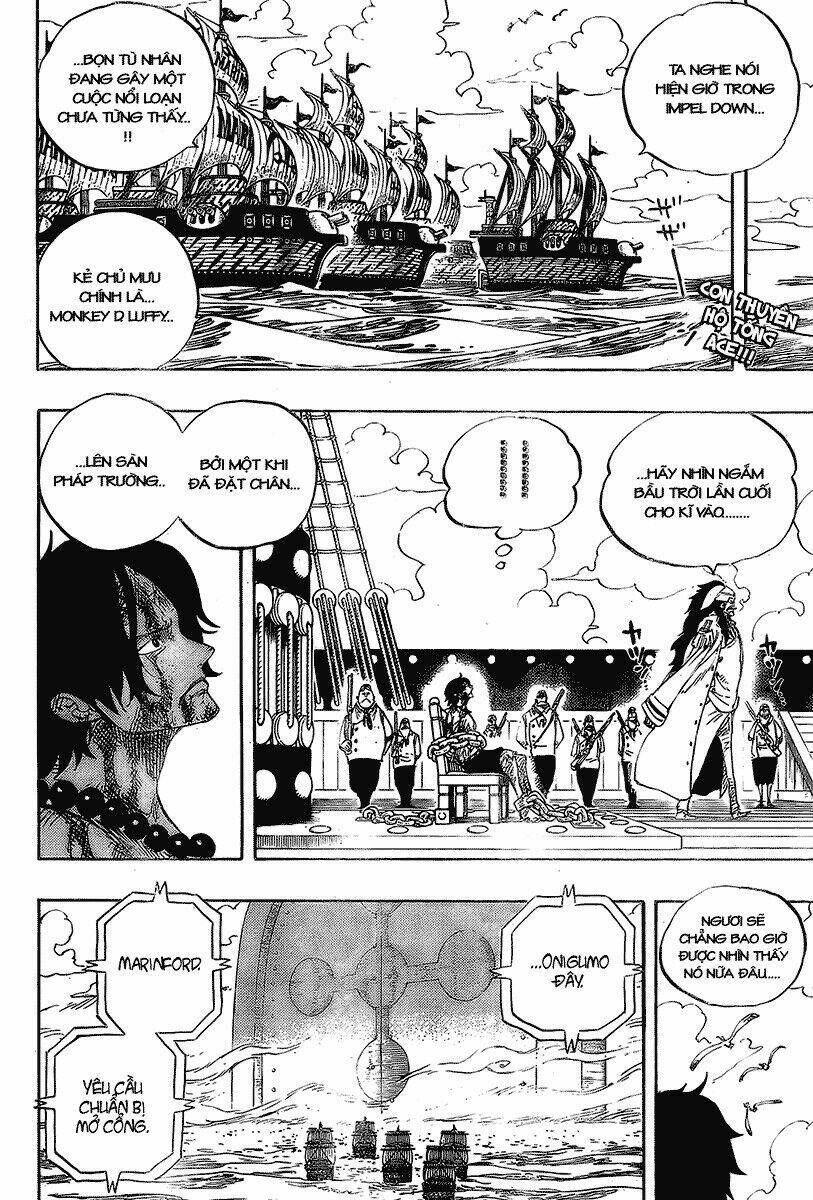 TA NGHE NÓI
HIỆN GIỜ TRONG
IMPEL DOWN...
...BỌN TÙ NHÂN
ĐANG GÂY MỘT
CUỘC NỔI LOẠN
CHƯA TỪNG THẤY..
!!
KẺ CHỦ MƯU
CHÍNH LÀ...
MONKEY D. LUFFY...
CON THUYỀN
HỘ TỐNG
ACE!!!
...HÃY NHÌN NGẮM
BẦU TRỜI LẦN CUỐI
CHO KĨ VÀO........
BỞI MỘT KHI
ĐÃ ĐẶT CHÂN...
...LÊN SÀN
PHÁP TRƯỜNG..
NGƯƠI SẼ
CHẲNG BAO GIỜ
ĐƯỢC NHÌN THẤY
NÓ NỮA ĐÂU....
...ONIGUMO
ĐÂY.
MARINFORD.
YÊU CẦU
CHUẨN BỊ
MỞ CỔNG.